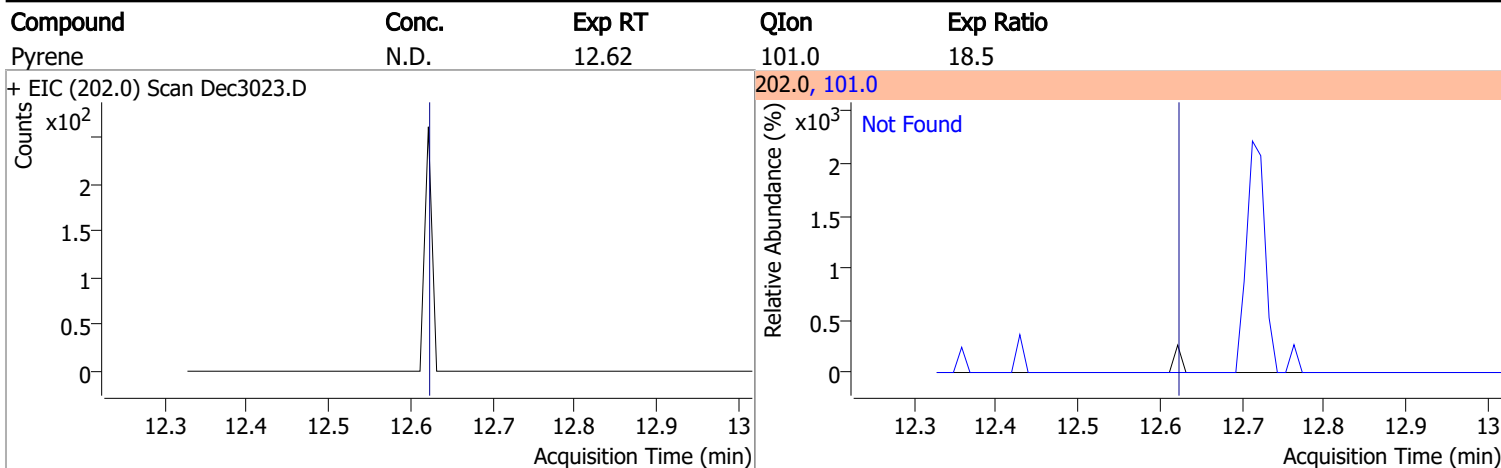 Compound Conc. Exp RT QIon Exp Ratio
Pyrene N.D. 12.62 101.0 18.5
+ EIC (202.0) Scan Dec3023.D
Counts
x10²
2
1.5
1
0.5
0
12.3 12.4 12.5 12.6 12.7 12.8 12.9 13
Acquisition Time (min)
202.0, 101.0
Relative Abundance (%)
x10³
Not Found
2
1.5
1
0.5
0
12.3 12.4 12.5 12.6 12.7 12.8 12.9 13
Acquisition Time (min)